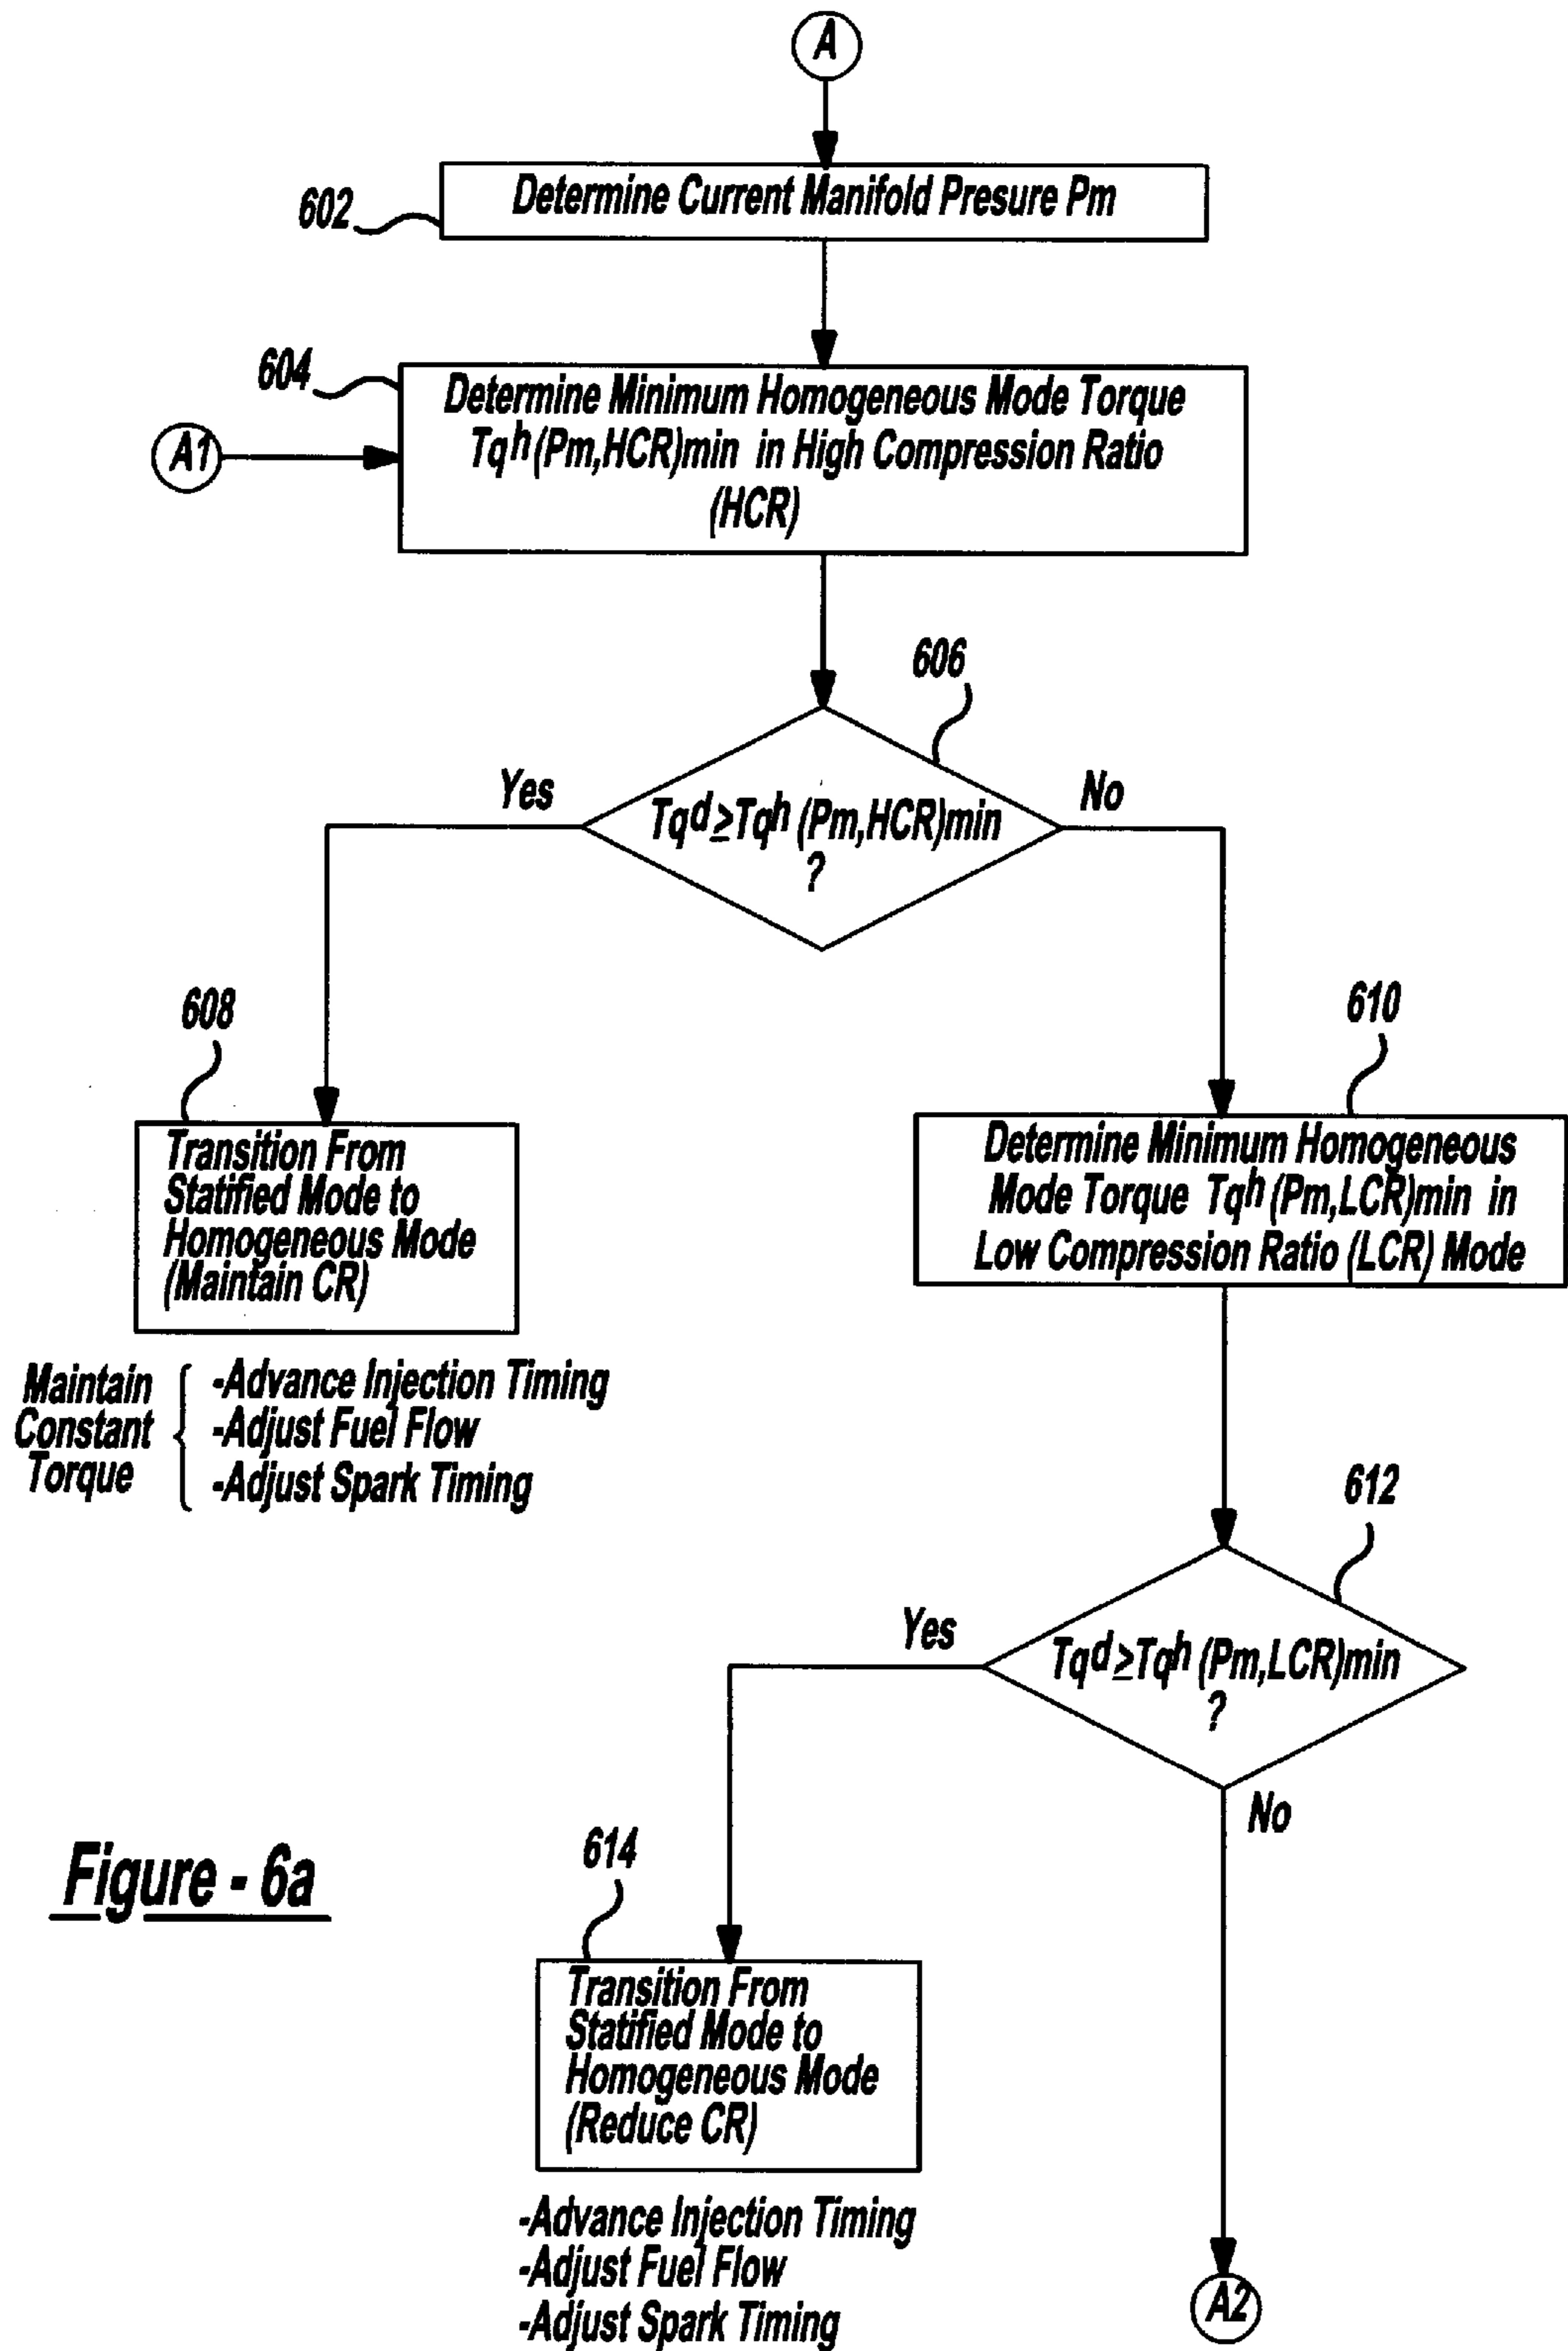 A
Determine Current Manifold Presure Pm
602
604
Determine Minimum Homogeneous Mode Torque
Tqh(Pm,HCR)min in High Compression Ratio
(HCR)
A1
606
Yes
No
Tqd≥Tqh (Pm,HCR)min
?
608
610
Transition From
Statified Mode to
Homogeneous Mode
(Maintain CR)
Determine Minimum Homogeneous
Mode Torque Tqh(Pm,LCR)min in
Low Compression Ratio (LCR) Mode
Maintain
Constant
Torque
-Advance Injection Timing
-Adjust Fuel Flow
-Adjust Spark Timing
612
Yes
Tqd≥Tqh (Pm,LCR)min
?
No
Figure - 6a
614
Transition From
Statified Mode to
Homogeneous Mode
(Reduce CR)
-Advance Injection Timing
-Adjust Fuel Flow
-Adjust Spark Timing
A2